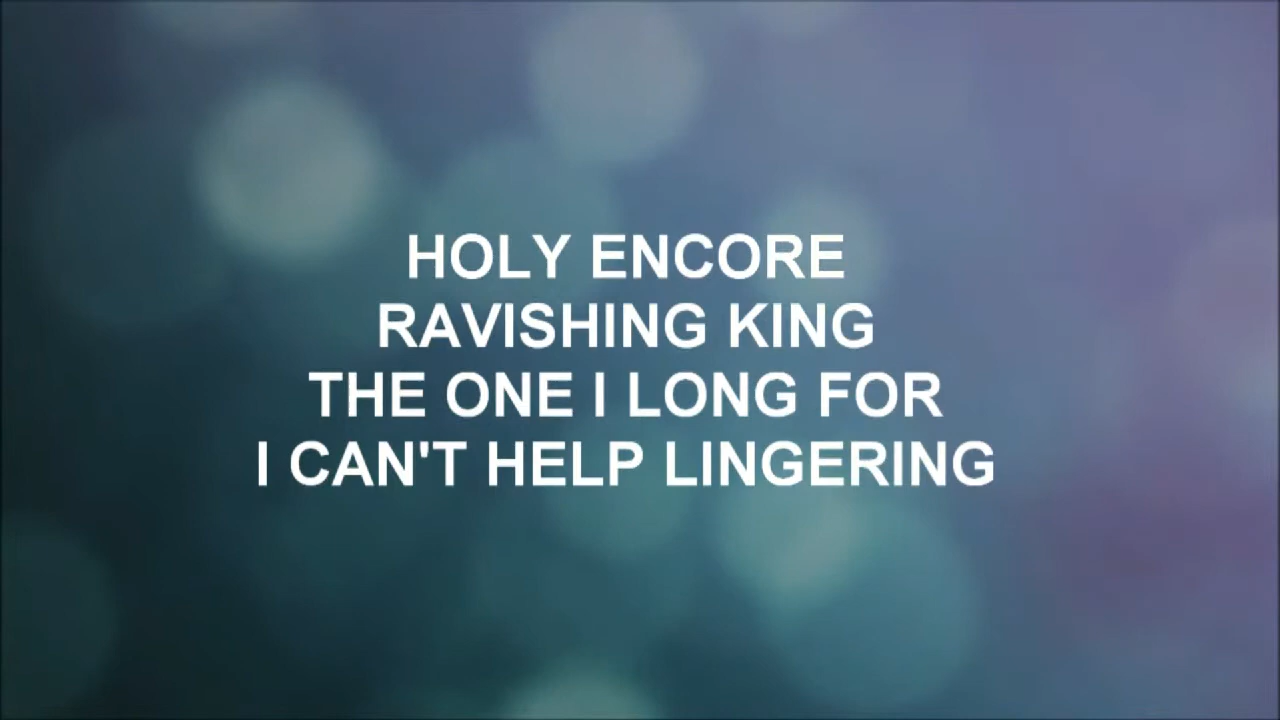 HOLY ENCORE
RAVISHING KING
THE ONE I LONG FOR
I CAN'T HELP LINGERING